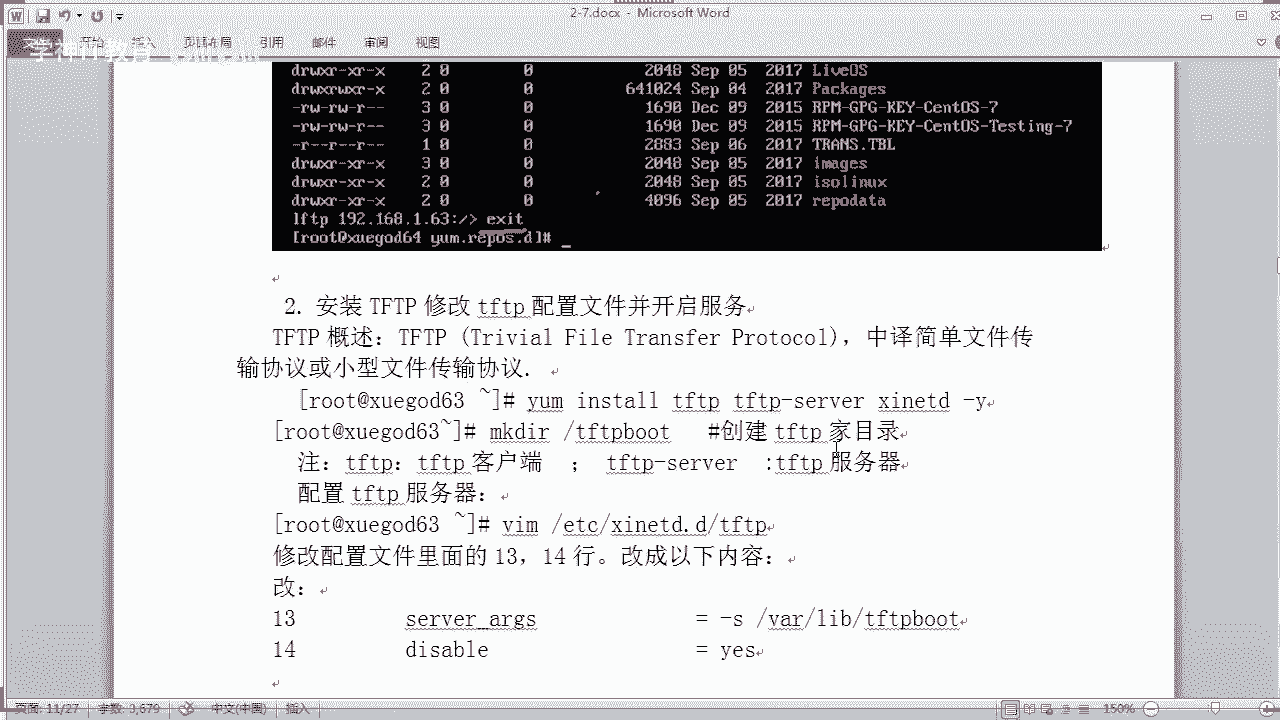 2-7.docx - Microsoft Word
插入 页面布局 引用 邮件 审阅 视图
学神IT教育
drwxr-xr-x 2 0 0 2048 Sep 05 2017 LiveOS
drwxrwxr-x 2 0 0 641024 Sep 04 2017 Packages
-rw-rw-r-- 3 0 0 1690 Dec 09 2015 RPM-GPG-KEY-CentOS-7
-rw-rw-r-- 3 0 0 1690 Dec 09 2015 RPM-GPG-KEY-CentOS-Testing-7
-r--r--r-- 1 0 0 2883 Sep 06 2017 TRANS.TBL
drwxr-xr-x 3 0 0 2048 Sep 05 2017 images
drwxr-xr-x 2 0 0 2048 Sep 05 2017 isolinux
drwxr-xr-x 2 0 0 4096 Sep 05 2017 repodata
lftp 192.168.1.63:/> exit
[root@xuegod64 yum.repos.d]# _
2. 安装 TFTP 修改 tftp 配置文件并开启服务
TFTP 概述：TFTP (Trivial File Transfer Protocol)，中译简单文件传
输协议或小型文件传输协议.
[root@xuegod63 ~]# yum install tftp tftp-server xinetd -y
[root@xuegod63~]# mkdir /tftpboot #创建 tftp 家目录
注：tftp：tftp 客户端 ； tftp-server :tftp 服务器
配置 tftp 服务器：
[root@xuegod63 ~]# vim /etc/xinetd.d/tftp
修改配置文件里面的 13，14 行。改成以下内容：
改：
13 server_args = -s /var/lib/tftpboot
14 disable = yes
页面: 11/27 字数: 3,679 中文(中国) 插入 150%